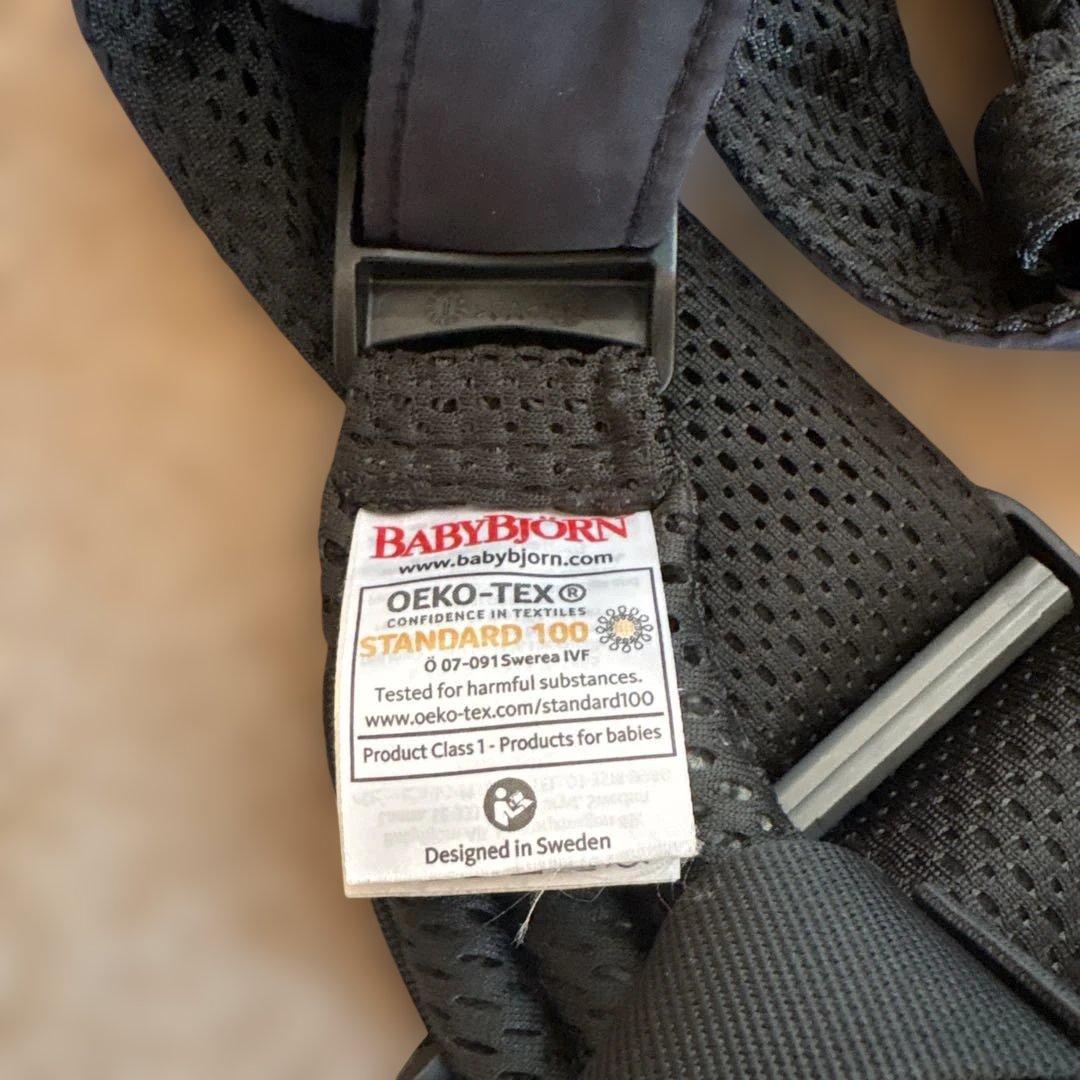 BABYBJÖRN
www.babybjorn.com
OEKO-TEX®
CONFIDENCE IN TEXTILES
STANDARD 100
Ö 07-091 Swerea IVF
Tested for harmful substances.
www.oeko-tex.com/standard100
Product Class 1 - Products for babies
Designed in Sweden